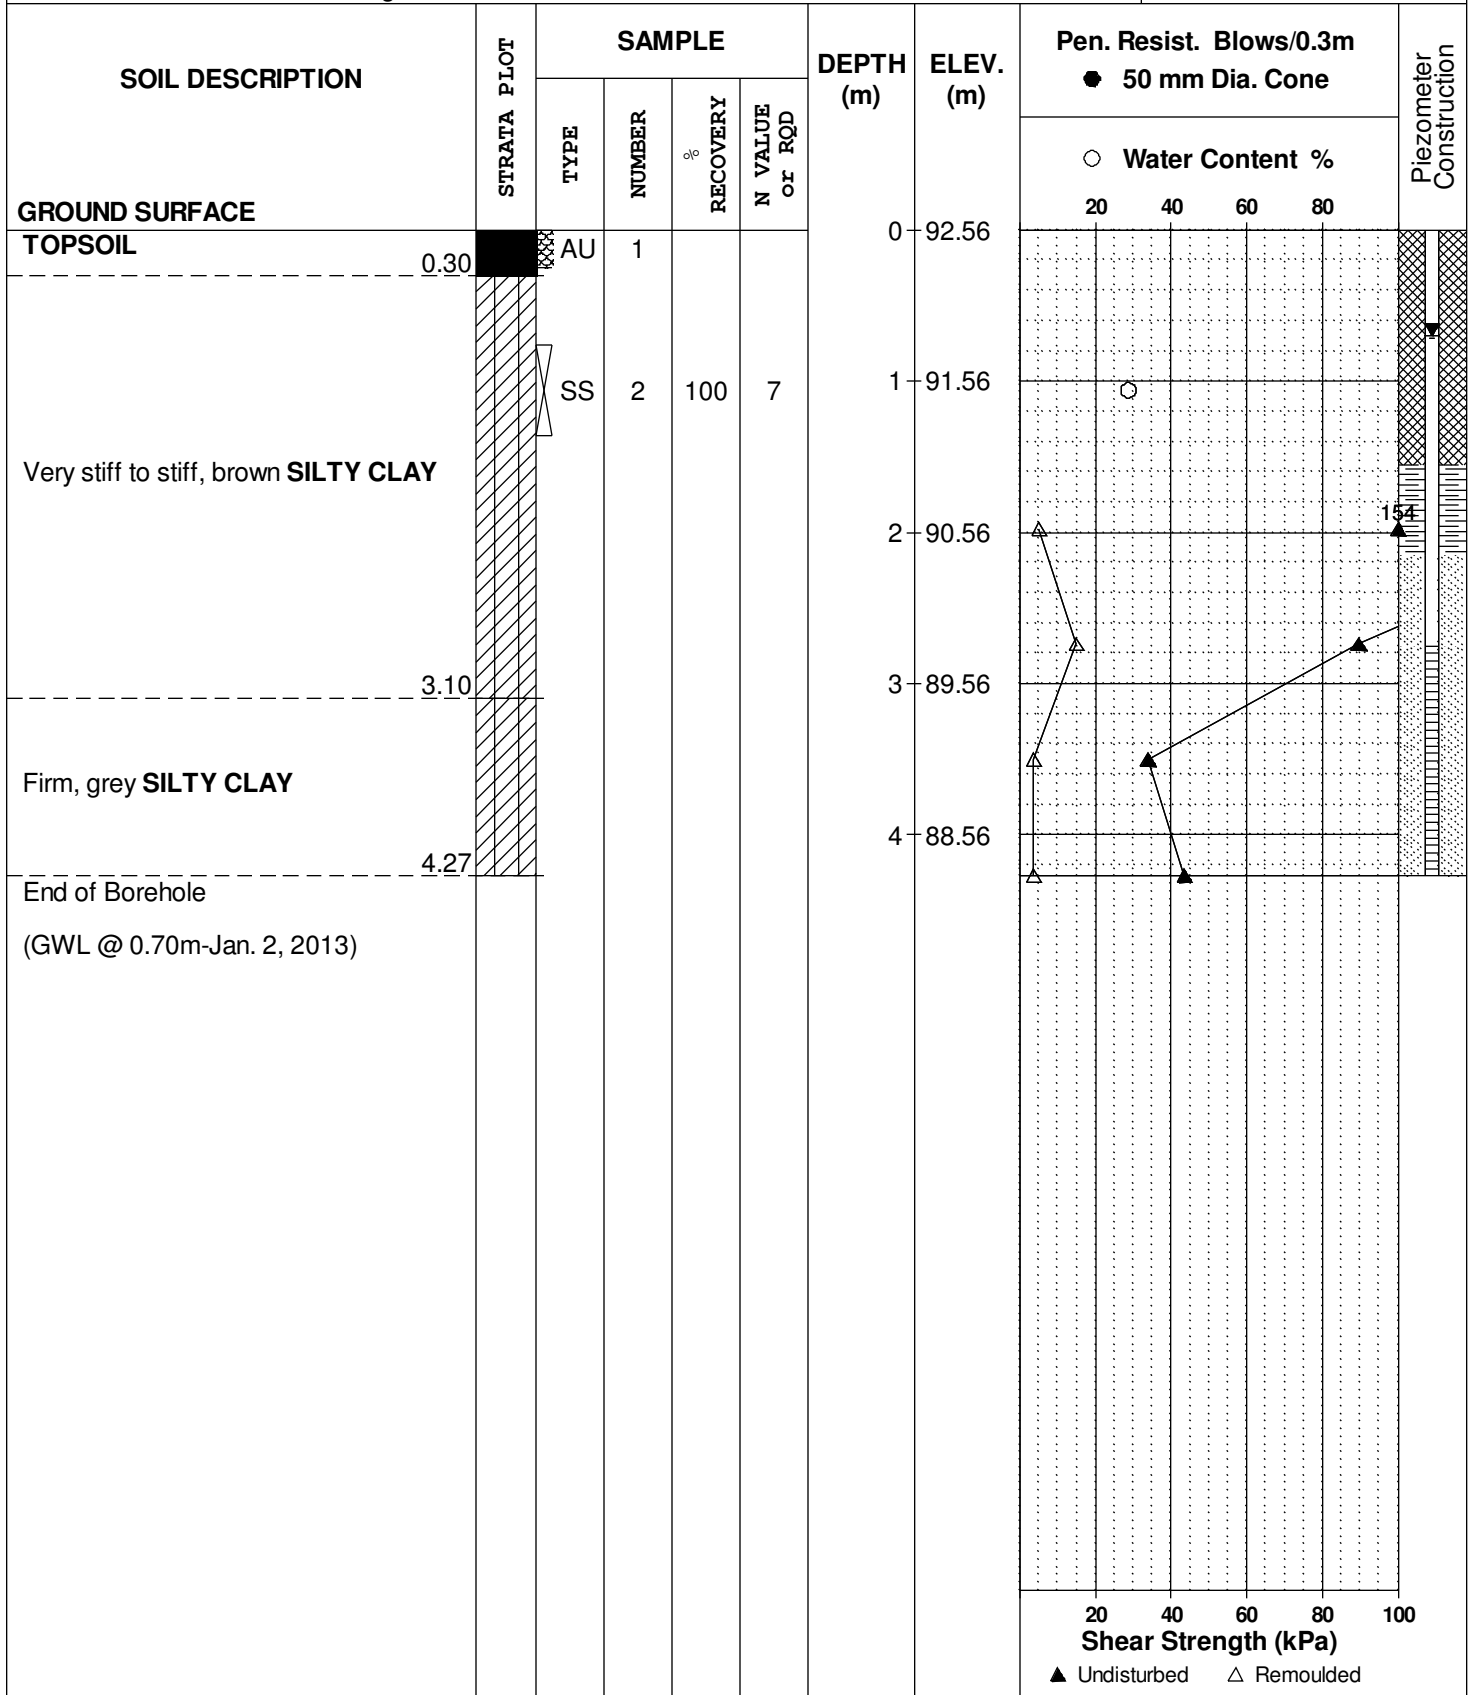 SOIL DESCRIPTION
GROUND SURFACE
STRATA PLOT
SAMPLE
TYPE
NUMBER
%
RECOVERY
N VALUE
or RQD
DEPTH
(m)
ELEV.
(m)
Pen. Resist. Blows/0.3m
● 50 mm Dia. Cone
○ Water Content %
20 40 60 80
Piezometer
Construction
TOPSOIL
0.30
AU 1
0 92.56
SS 2 100 7
1 91.56
Very stiff to stiff, brown SILTY CLAY
154
2 90.56
3.10
3 89.56
Firm, grey SILTY CLAY
4 88.56
4.27
End of Borehole
(GWL @ 0.70m-Jan. 2, 2013)
20 40 60 80 100
Shear Strength (kPa)
▲ Undisturbed △ Remoulded